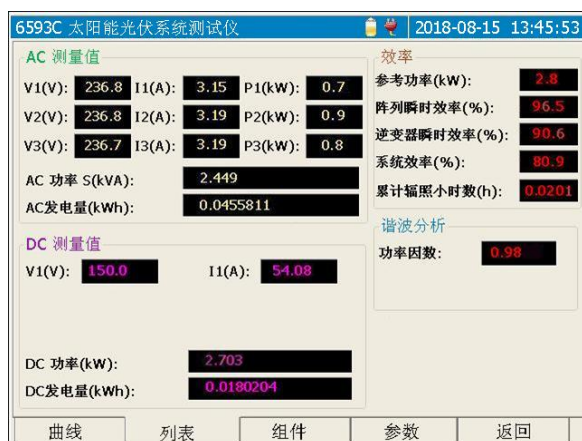 6593C 太阳能光伏系统测试仪 2018-08-15 13:45:53
AC 测量值
V1(V): 236.8 I1(A): 3.15 P1(kW): 0.7
V2(V): 236.8 I2(A): 3.19 P2(kW): 0.9
V3(V): 236.7 I3(A): 3.19 P3(kW): 0.8
AC 功率 S(kVA): 2.449
AC发电量(kWh): 0.0455811
DC 测量值
V1(V): 150.0 I1(A): 54.08
DC 功率(kW): 2.703
DC发电量(kWh): 0.0180204
效率
参考功率(kW): 2.8
阵列瞬时效率(%): 96.5
逆变器瞬时效率(%): 90.6
系统效率(%): 80.9
累计辐照小时数(h): 0.0201
谐波分析
功率因数: 0.98
曲线 列表 组件 参数 返回